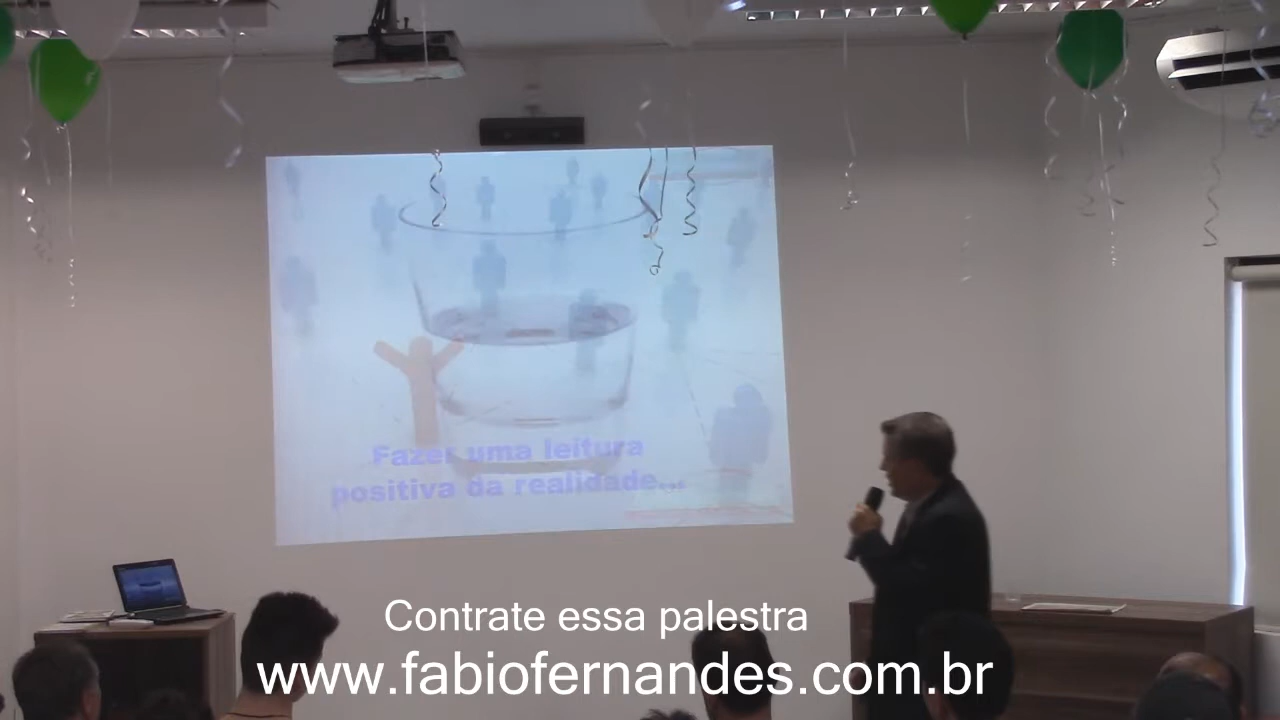 Fazer uma leitura
positiva da realidade...
Contrate essa palestra
www.fabiofernandes.com.br